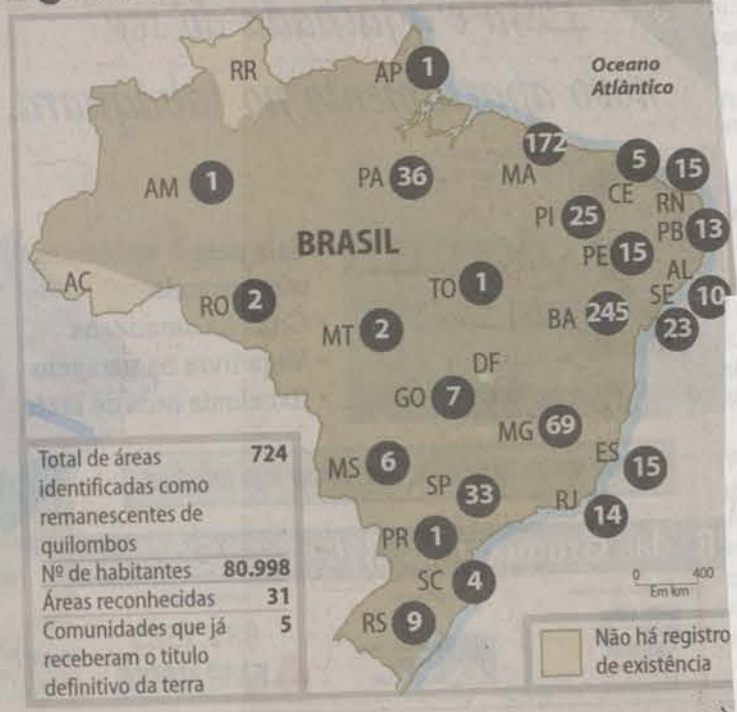 RR
AP 1
Oceano
Atlântico
AM 1
PA 36
172
MA
5
CE
15
RN
PI 25
PB 13
BRASIL
PE 15
AL
10
AC
RO 2
TO 1
SE
23
MT 2
BA 245
DF
GO 7
MG 69
ES
15
MS 6
SP 33
RJ
14
PR 1
SC 4
RS 9
Total de áreas 724
identificadas como
remanescentes de
quilombos
Nº de habitantes 80.998
Áreas reconhecidas 31
Comunidades que já 5
receberam o titulo
definitivo da terra
0 400
Em km
Não há registro
de existência